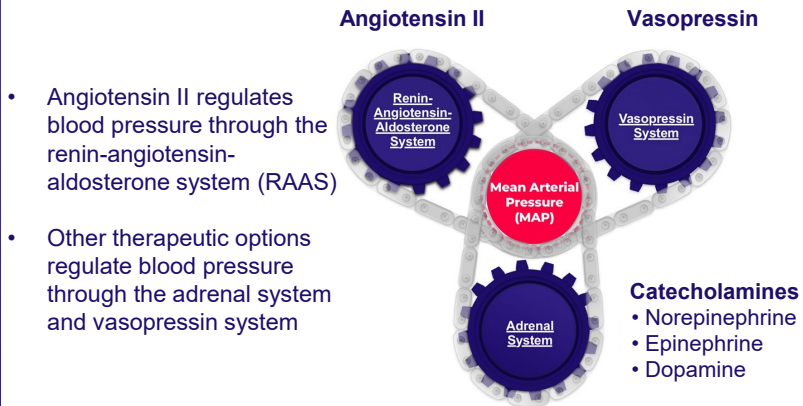 Angiotensin II
Vasopressin
• Angiotensin II regulates
blood pressure through the
renin-angiotensin-
aldosterone system (RAAS)
• Other therapeutic options
regulate blood pressure
through the adrenal system
and vasopressin system
Renin-
Angiotensin-
Aldosterone
System
Vasopressin
System
Mean Arterial
Pressure
(MAP)
Adrenal
System
Catecholamines
• Norepinephrine
• Epinephrine
• Dopamine